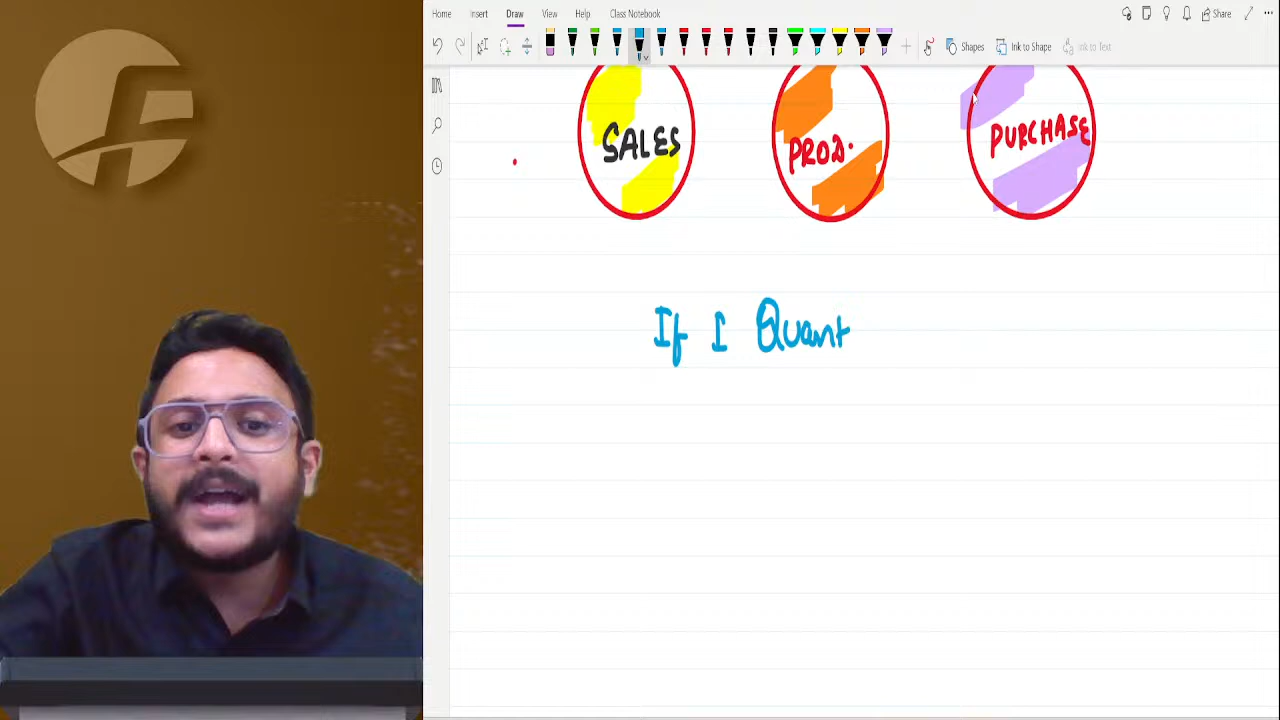 Home Insert Draw View Help Class Notebook Share
Shapes Ink to Shape Ink to Text
SALES PROD. PURCHASE
If I Quant